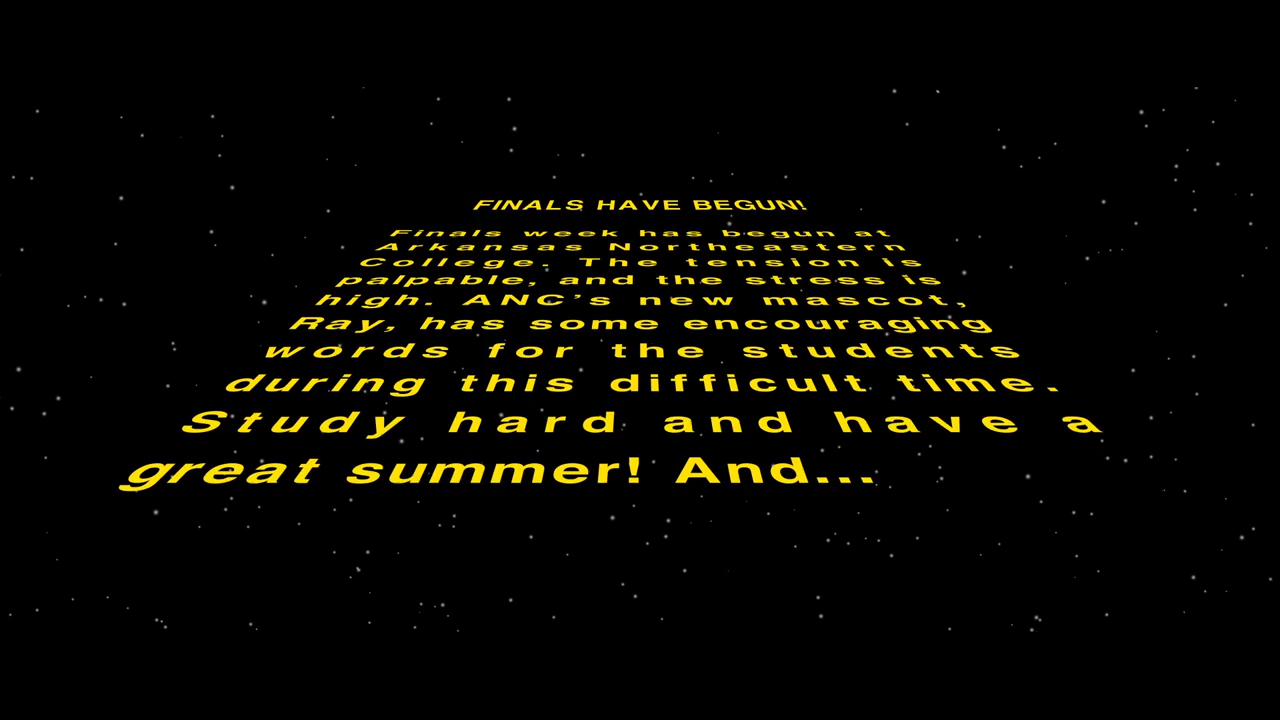 FINALS HAVE BEGUN!
Finals week has begun at
Arkansas Northeastern
College. The tension is
palpable, and the stress is
high. ANC's new mascot,
Ray, has some encouraging
words for the students
during this difficult time.
Study hard and have a
great summer! And...